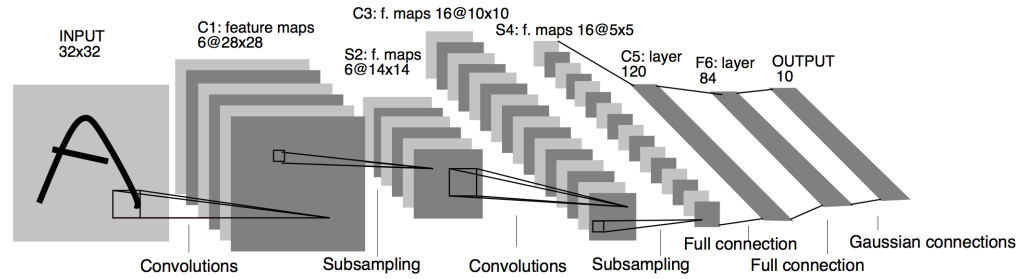 INPUT
32x32
C1: feature maps
6@28x28
S2: f. maps
6@14x14
C3: f. maps 16@10x10
S4: f. maps 16@5x5
C5: layer
120
F6: layer
84
OUTPUT
10
Convolutions
Subsampling
Convolutions
Subsampling
Full connection
Full connection
Gaussian connections
A